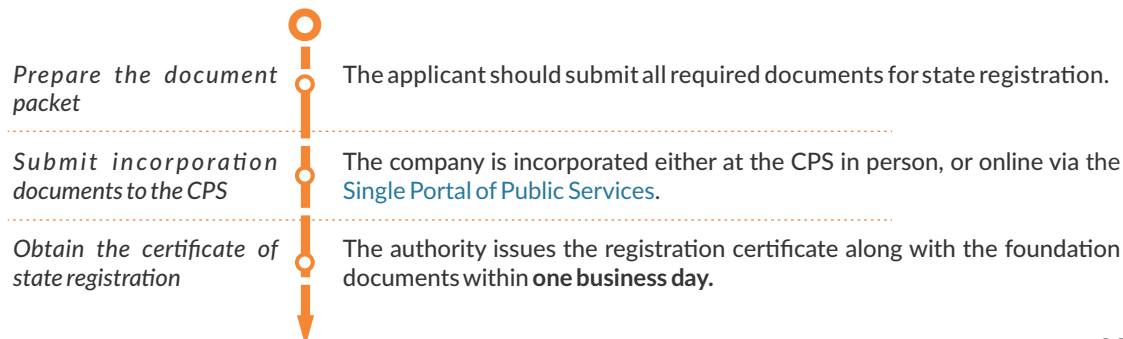 Prepare the document
packet
The applicant should submit all required documents for state registration.
Submit incorporation
documents to the CPS
The company is incorporated either at the CPS in person, or online via the
Single Portal of Public Services.
Obtain the certificate of
state registration
The authority issues the registration certificate along with the foundation
documents within one business day.